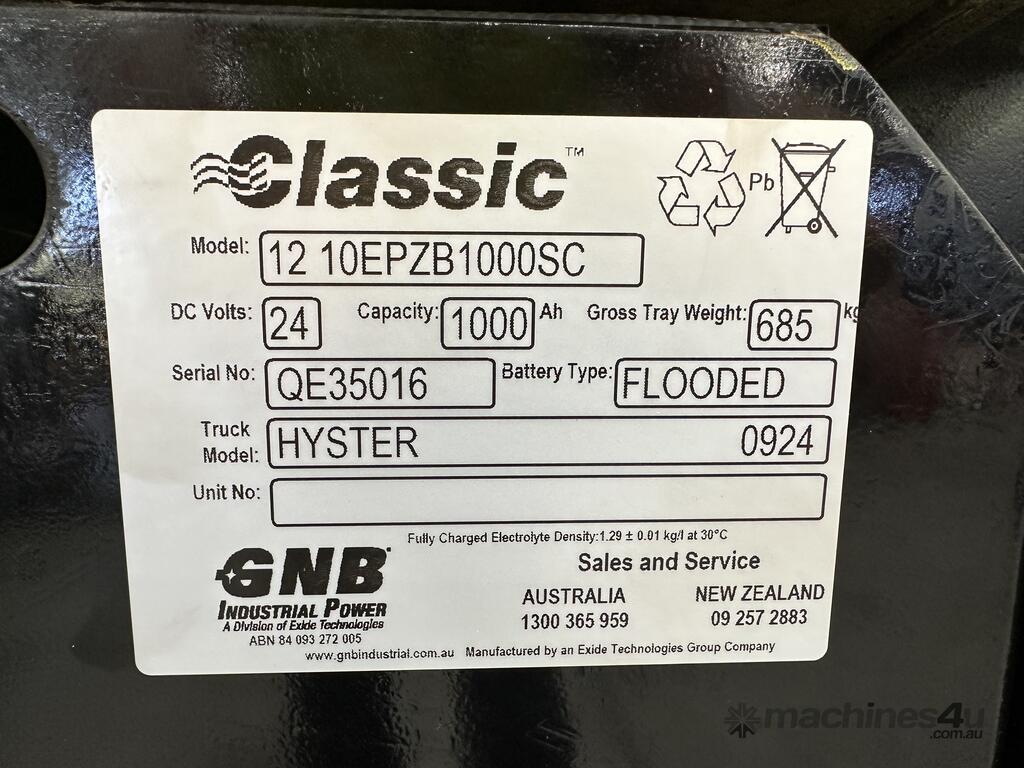 Classic™
Pb
Model: 12 10EPZB1000SC
DC Volts: 24 Capacity: 1000 Ah Gross Tray Weight: 685 kg
Serial No: QE35016 Battery Type: FLOODED
Truck Model: HYSTER 0924
Unit No:
Fully Charged Electrolyte Density:1.29 ± 0.01 kg/l at 30°C
GNB
INDUSTRIAL POWER
A Division of Exide Technologies
ABN 84 093 272 005
Sales and Service
AUSTRALIA NEW ZEALAND
1300 365 959 09 257 2883
www.gnbindustrial.com.au Manufactured by an Exide Technologies Group Company
machines4u
.com.au